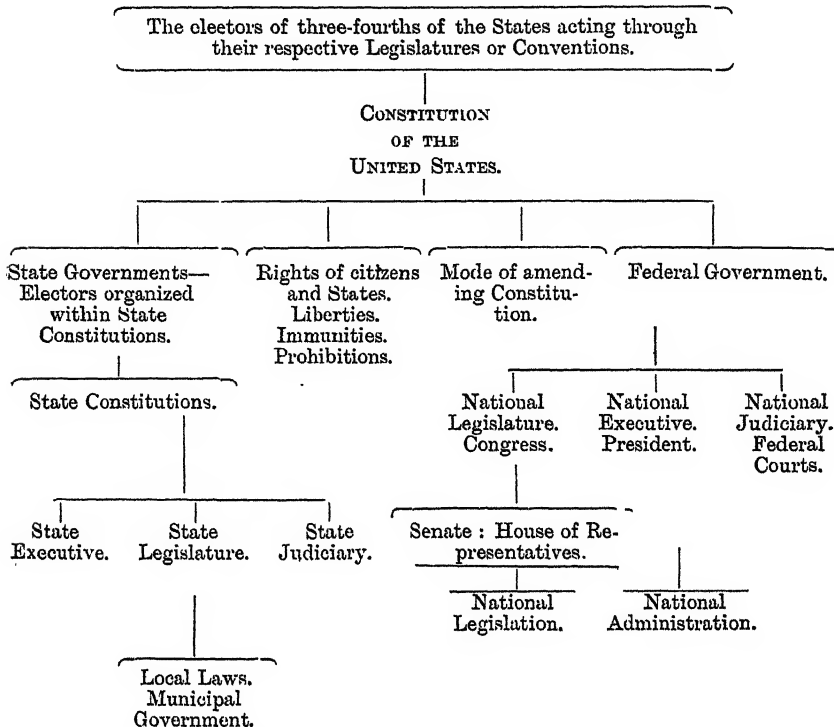 The cleetors of three-fourths of the States acting through
their respective Legislatures or Conventions.
CONSTITUTION
OF THE
UNITED STATES.
State Governments—
Electors organized
within State
Constitutions.
Rights of citizens
and States.
Liberties.
Immunities.
Prohibitions.
Mode of amend-
ing Constitu-
tion.
Federal Government.
State Constitutions.
National
Legislature.
Congress.
National
Executive.
President.
National
Judiciary.
Federal
Courts.
State
Executive.
State
Legislature.
State
Judiciary.
Senate : House of Re-
presentatives.
National
Legislation.
National
Administration.
Local Laws.
Municipal
Government.